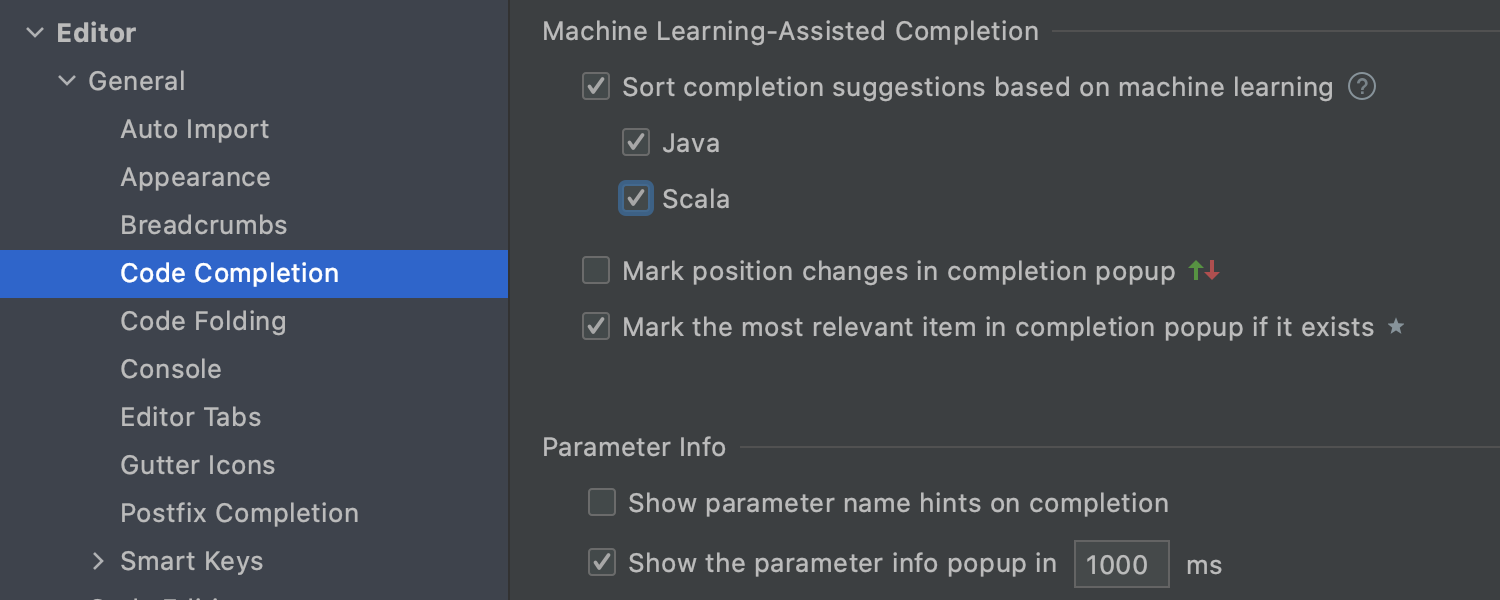 Editor
General
Auto Import
Appearance
Breadcrumbs
Code Completion
Code Folding
Console
Editor Tabs
Gutter Icons
Postfix Completion
Smart Keys
Machine Learning-Assisted Completion
Sort completion suggestions based on machine learning ?
Java
Scala
Mark position changes in completion popup
Mark the most relevant item in completion popup if it exists
Parameter Info
Show parameter name hints on completion
Show the parameter info popup in 1000 ms